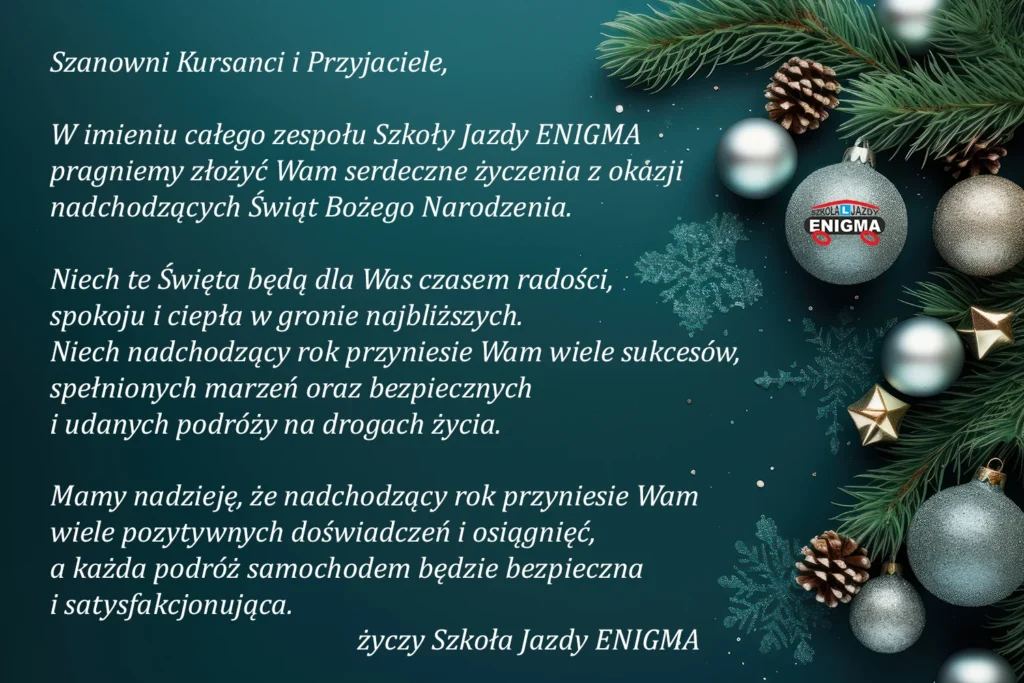 Szanowni Kursanci i Przyjaciele,
W imieniu całego zespołu Szkoły Jazdy ENIGMA
pragniemy złożyć Wam serdeczne życzenia z okazji
nadchodzących Świąt Bożego Narodzenia.
Niech te Święta będą dla Was czasem radości,
spokoju i ciepła w gronie najbliższych.
Niech nadchodzący rok przyniesie Wam wiele sukcesów,
spełnionych marzeń oraz bezpiecznych
i udanych podróży na drogach życia.
Mamy nadzieję, że nadchodzący rok przyniesie Wam
wiele pozytywnych doświadczeń i osiągnięć,
a każda podróż samochodem będzie bezpieczna
i satysfakcjonująca.
życzy Szkoła Jazdy ENIGMA
SZKOŁA L JAZDY
ENIGMA